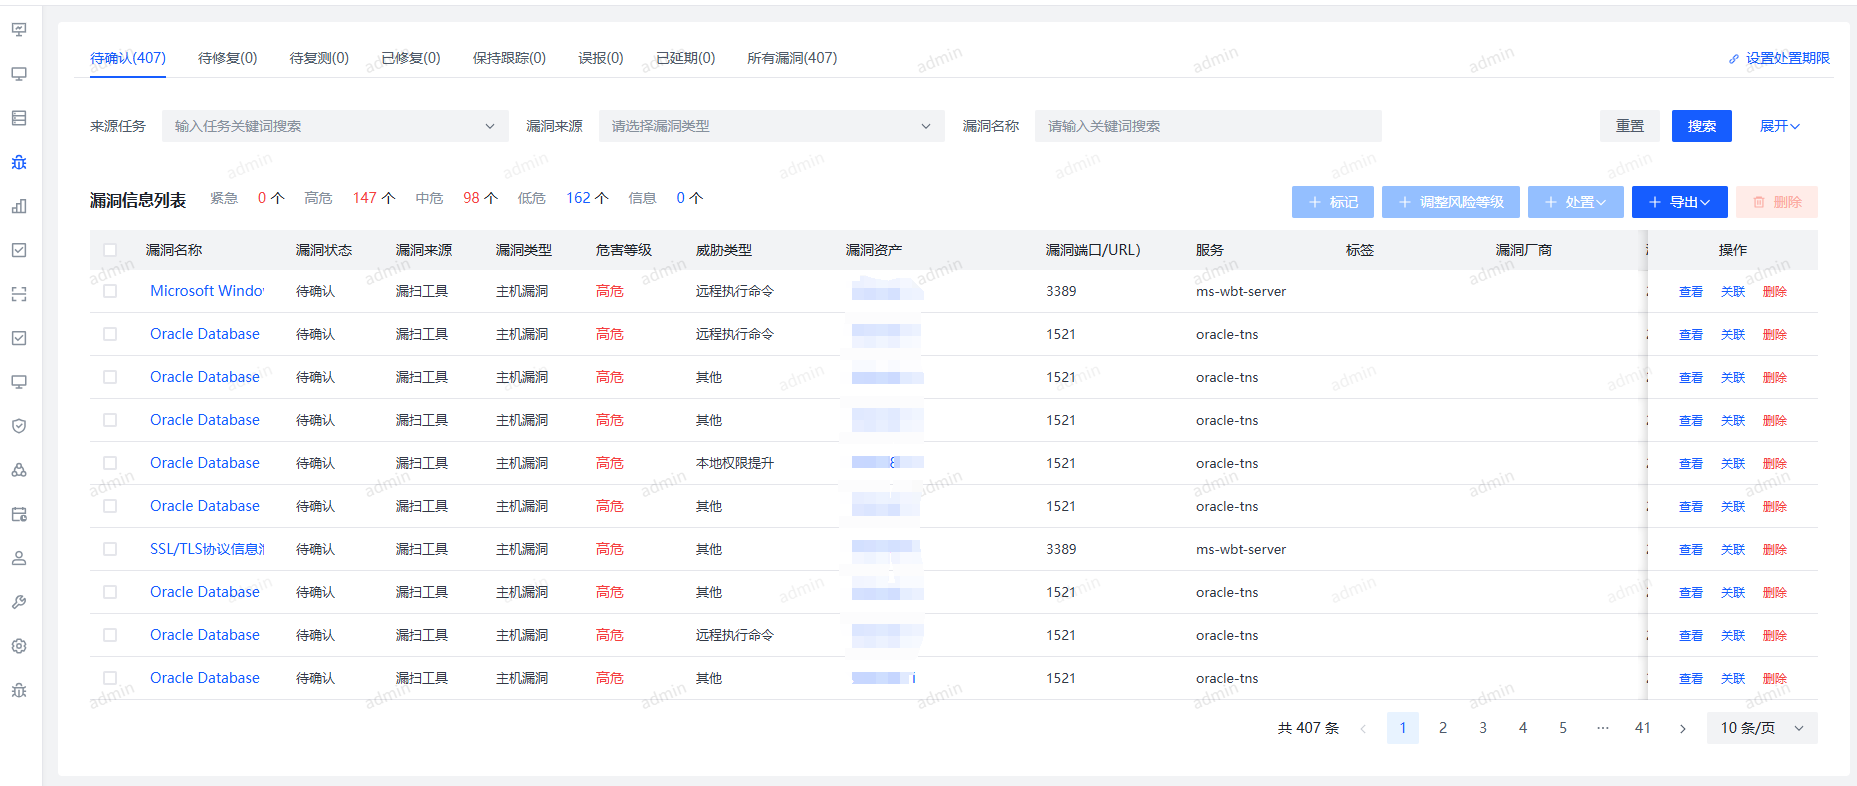 待确认(407) 待修复(0) 待复测(0) 已修复(0) 保持跟踪(0) 误报(0) 已延期(0) 所有漏洞(407) 设置处置期限
来源任务 输入任务关键词搜索 漏洞来源 请选择漏洞类型 漏洞名称 请输入关键词搜索 重置 搜索 展开
漏洞信息列表 紧急 0 个 高危 147 个 中危 98 个 低危 162 个 信息 0 个 + 标记 + 调整风险等级 + 处置 + 导出 删除
漏洞名称 漏洞状态 漏洞来源 漏洞类型 危害等级 威胁类型 漏洞资产 漏洞端口/URL) 服务 标签 漏洞厂商 操作
Microsoft Windo 待确认 漏扫工具 主机漏洞 高危 远程执行命令 3389 ms-wbt-server 查看 关联 删除
Oracle Database 待确认 漏扫工具 主机漏洞 高危 远程执行命令 1521 oracle-tns 查看 关联 删除
Oracle Database 待确认 漏扫工具 主机漏洞 高危 其他 1521 oracle-tns 查看 关联 删除
Oracle Database 待确认 漏扫工具 主机漏洞 高危 其他 1521 oracle-tns 查看 关联 删除
Oracle Database 待确认 漏扫工具 主机漏洞 高危 本地权限提升 8 1521 oracle-tns 查看 关联 删除
Oracle Database 待确认 漏扫工具 主机漏洞 高危 其他 1521 oracle-tns 查看 关联 删除
SSL/TLS协议信息 待确认 漏扫工具 主机漏洞 高危 其他 3389 ms-wbt-server 查看 关联 删除
Oracle Database 待确认 漏扫工具 主机漏洞 高危 其他 1521 oracle-tns 查看 关联 删除
Oracle Database 待确认 漏扫工具 主机漏洞 高危 远程执行命令 1521 oracle-tns 查看 关联 删除
Oracle Database 待确认 漏扫工具 主机漏洞 高危 其他 1521 oracle-tns 查看 关联 删除
共 407 条 1 2 3 4 5 ··· 41 10 条/页